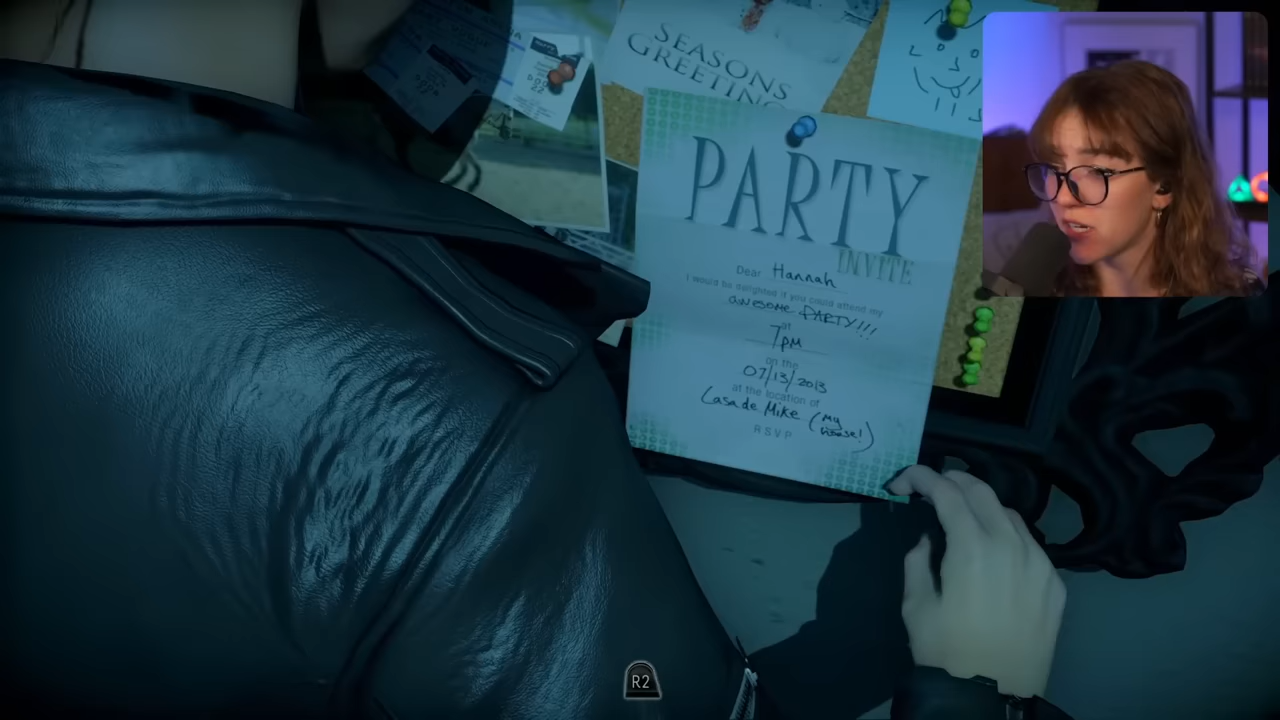 SEASONS
GREETING
PARTY
INVITE
Dear Hannah
I would be delighted if you could attend my
awesome PARTY!!!
at
7pm
on the
07/13/2013
at the location of
Casa de Mike (my
house!)
RSVP
R2